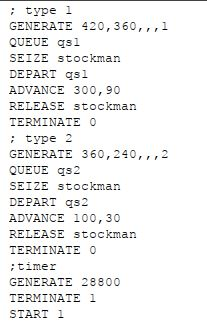 ; type 1
GENERATE 420,360,,,1
QUEUE qs1
SEIZE stockman
DEPART qs1
ADVANCE 300,90
RELEASE stockman
TERMINATE 0
; type 2
GENERATE 360,240,,,2
QUEUE qs2
SEIZE stockman
DEPART qs2
ADVANCE 100,30
RELEASE stockman
TERMINATE 0
;timer
GENERATE 28800
TERMINATE 1
START 1